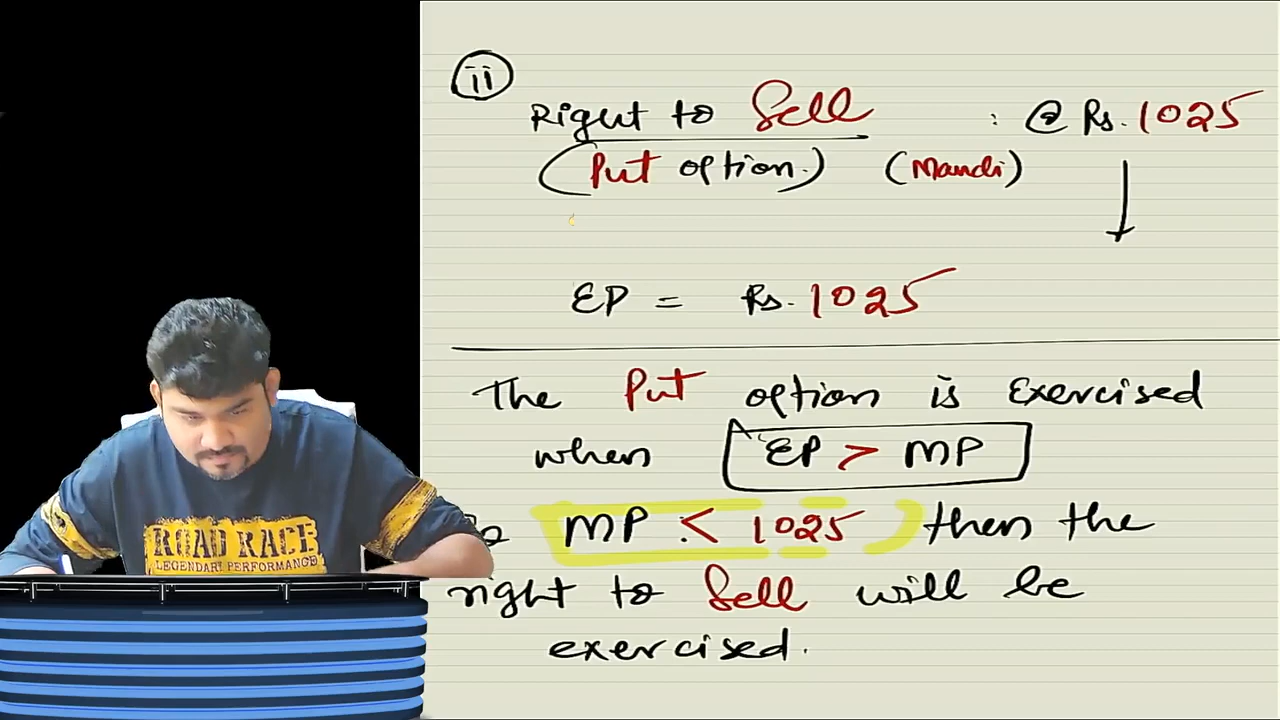 ii
Right to Sell : @ Rs. 1025
(Put option.) (Mandi)
EP = Rs. 1025
The Put option is Exercised
when EP > MP
MP < 1025 then the
right to Sell will be
exercised.
ROAD RACE
LEGENDARY PERFORMANCE